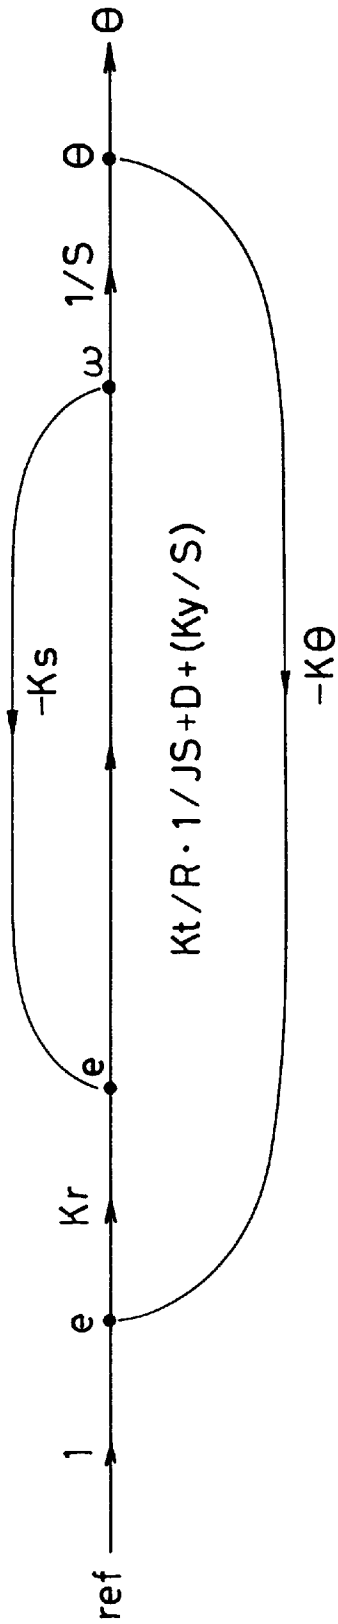 ref
1
e
Kr
e
-Ks
Kt/R·1/JS+D+(Ky/S)
ω
1/S
θ
θ
-Kθ